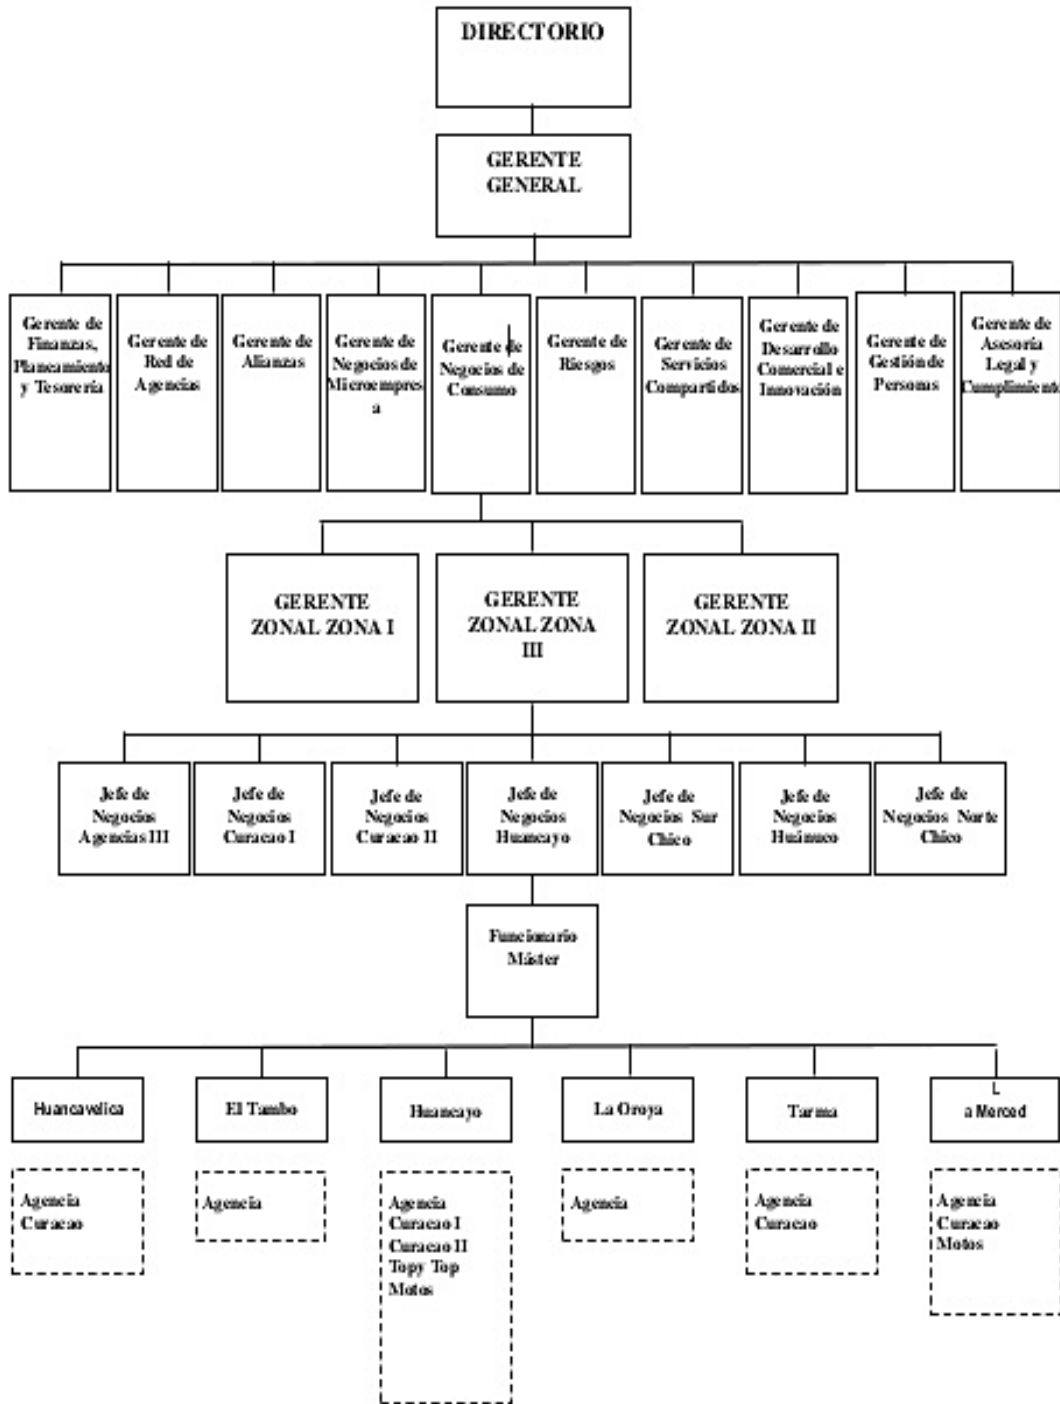 DIRECTORIO
GERENTE
GENERAL
Gerente de
Finanzas,
Planeamiento
y Tesorería
Gerente de
Red de
Agencias
Gerente de
Alianzas
Gerente de
Negocios de
Microempres
a
Gerente de
Negocios de
Consumo
Gerente de
Riesgos
Gerente de
Servicios
Compartidos
Gerente de
Desarrollo
Comercial e
Innovación
Gerente de
Gestión de
Personas
Gerente de
Asesoría
Legal y
Cumplimiento
GERENTE
ZONAL ZONA I
GERENTE
ZONAL ZONA
III
GERENTE
ZONAL ZONA II
Jefe de
Negocios
Agencias III
Jefe de
Negocios
Curacao I
Jefe de
Negocios
Curacao II
Jefe de
Negocios
Huancayo
Jefe de
Negocios Sur
Chico
Jefe de
Negocios
Huánuco
Jefe de
Negocios Norte
Chico
Funcionario
Máster
Huancavelica
El Tambo
Huancayo
La Oroya
Tarma
L
a Merced
Agencia
Curacao
Agencia
Agencia
Curacao I
Curacao II
Topy Top
Motos
Agencia
Agencia
Curacao
Agencia
Curacao
Motos